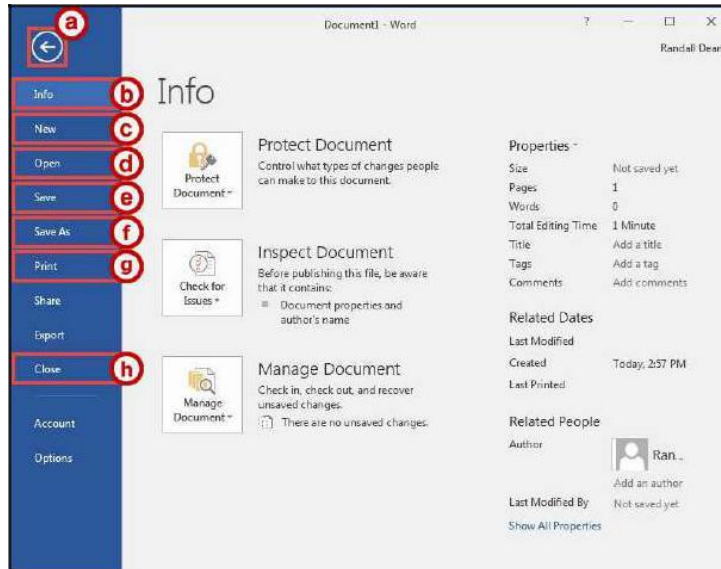 a
Document1 - Word
?
Randall Dean
Info
b
New
c
Open
d
Save
e
Save As
f
Print
g
Share
Export
Close
h
Account
Options
Info
Protect Document
Protect Document
Control what types of changes people
can make to this document.
Check for Issues
Inspect Document
Before publishing this file, be aware
that it contains:
Document properties and
author's name
Manage Document
Manage Document
Check in, check out, and recover
unsaved changes.
There are no unsaved changes.
Properties
Size Not saved yet
Pages 1
Words 0
Total Editing Time 1 Minute
Title Add a title
Tags Add a tag
Comments Add comments
Related Dates
Last Modified
Created Today, 2:57 PM
Last Printed
Related People
Author Ran...
Add an author
Last Modified By Not saved yet
Show All Properties